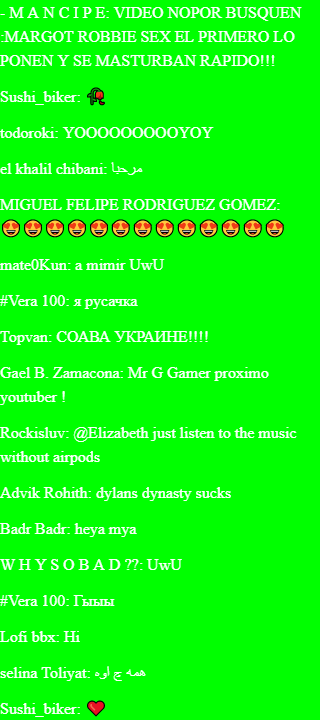 - M A N C I P E: VIDEO NOPOR BUSQUEN
:MARGOT ROBBIE SEX EL PRIMERO LO
PONEN Y SE MASTURBAN RAPIDO!!!
Sushi_biker: 🥀
todoroki: YOOOOOOOOOYOY
el khalil chibani: مرحبا
MIGUEL FELIPE RODRIGUEZ GOMEZ:
😍😍😍😍😍😍😍😍😍😍😍😍😍
mate0Kun: a mimir UwU
#Vera 100: я русачка
Topvan: СОАВА УКРАИНЕ!!!!
Gael B. Zamacona: Mr G Gamer proximo
youtuber !
Rockisluv: @Elizabeth just listen to the music
without airpods
Advik Rohith: dylans dynasty sucks
Badr Badr: heya mya
W H Y S O B A D ??: UwU
#Vera 100: Гыыы
Lofi bbx: Hi
selina Toliyat:
Sushi_biker: ❤️